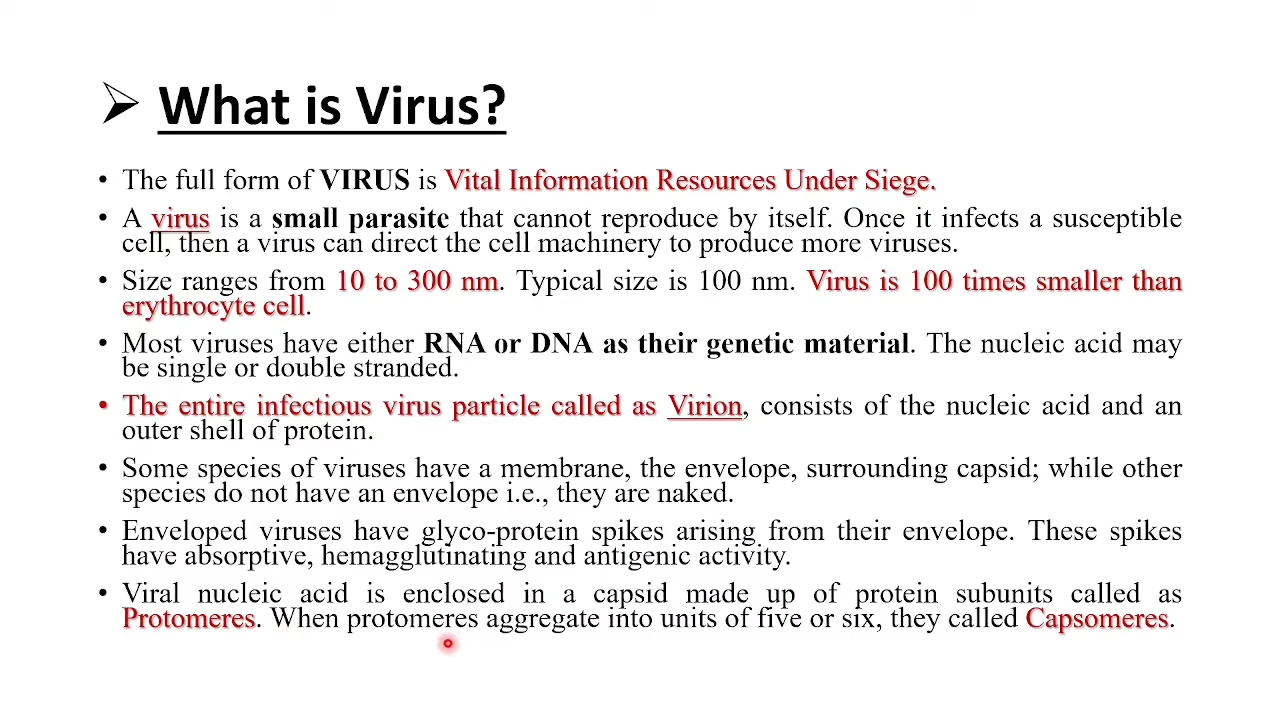 ➢ What is Virus?
• The full form of VIRUS is Vital Information Resources Under Siege.
• A virus is a small parasite that cannot reproduce by itself. Once it infects a susceptible
cell, then a virus can direct the cell machinery to produce more viruses.
• Size ranges from 10 to 300 nm. Typical size is 100 nm. Virus is 100 times smaller than
erythrocyte cell.
• Most viruses have either RNA or DNA as their genetic material. The nucleic acid may
be single or double stranded.
• The entire infectious virus particle called as Virion, consists of the nucleic acid and an
outer shell of protein.
• Some species of viruses have a membrane, the envelope, surrounding capsid; while other
species do not have an envelope i.e., they are naked.
• Enveloped viruses have glyco-protein spikes arising from their envelope. These spikes
have absorptive, hemagglutinating and antigenic activity.
• Viral nucleic acid is enclosed in a capsid made up of protein subunits called as
Protomeres. When protomeres aggregate into units of five or six, they called Capsomeres.